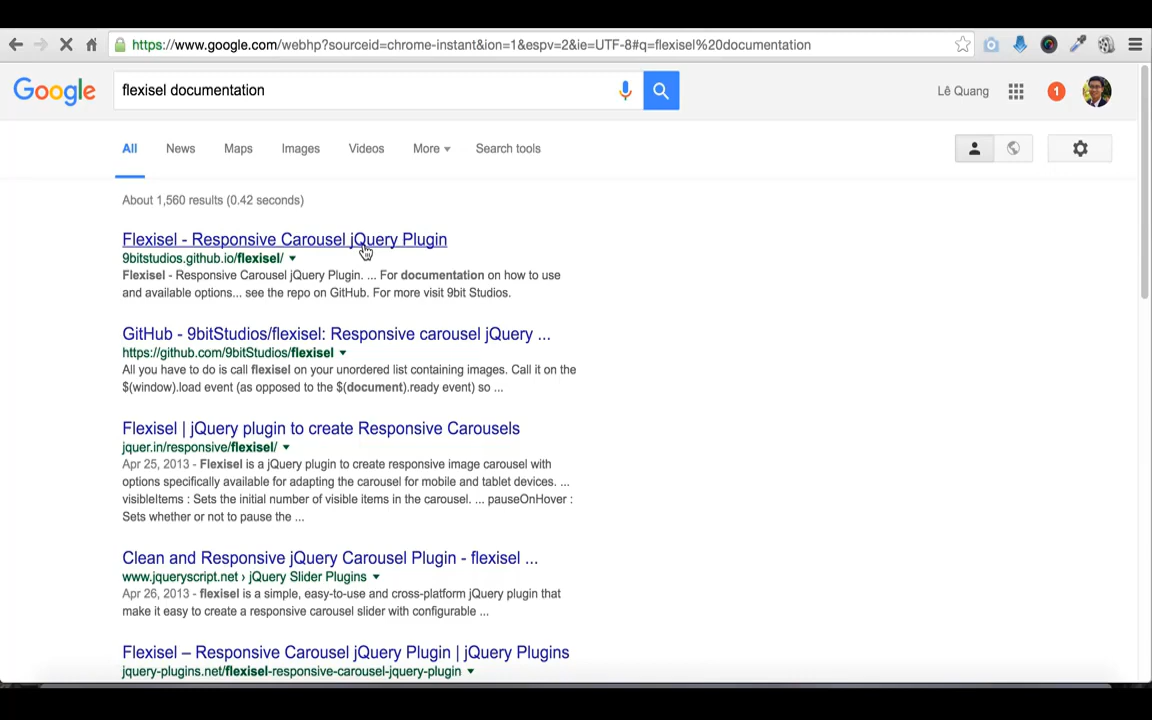 https://www.google.com/webhp?sourceid=chrome-instant&ion=1&espv=2&ie=UTF-8#q=flexisel%20documentation
Google
flexisel documentation
Lê Quang
1
All News Maps Images Videos More Search tools
About 1,560 results (0.42 seconds)
Flexisel - Responsive Carousel jQuery Plugin
9bitstudios.github.io/flexisel/
Flexisel - Responsive Carousel jQuery Plugin. ... For documentation on how to use
and available options... see the repo on GitHub. For more visit 9bit Studios.
GitHub - 9bitStudios/flexisel: Responsive carousel jQuery ...
https://github.com/9bitStudios/flexisel
All you have to do is call flexisel on your unordered list containing images. Call it on the
$(window).load event (as opposed to the $(document).ready event) so ...
Flexisel | jQuery plugin to create Responsive Carousels
jquer.in/responsive/flexisel/
Apr 25, 2013 - Flexisel is a jQuery plugin to create responsive image carousel with
options specifically available for adapting the carousel for mobile and tablet devices. ...
visibleItems : Sets the initial number of visible items in the carousel. ... pauseOnHover :
Sets whether or not to pause the ...
Clean and Responsive jQuery Carousel Plugin - flexisel ...
www.jqueryscript.net › jQuery Slider Plugins
Apr 26, 2013 - flexisel is a simple, easy-to-use and cross-platform jQuery plugin that
make it easy to create a responsive carousel slider with configurable ...
Flexisel – Responsive Carousel jQuery Plugin | jQuery Plugins
jquery-plugins.net/flexisel-responsive-carousel-jquery-plugin